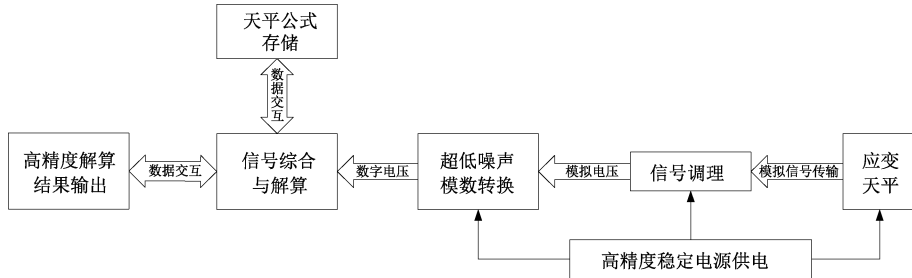 天平公式
存储
数据交互
高精度解算
结果输出
数据交互
信号综合
与解算
数字电压
超低噪声
模数转换
模拟电压
信号调理
模拟信号传输
应变
天平
高精度稳定电源供电